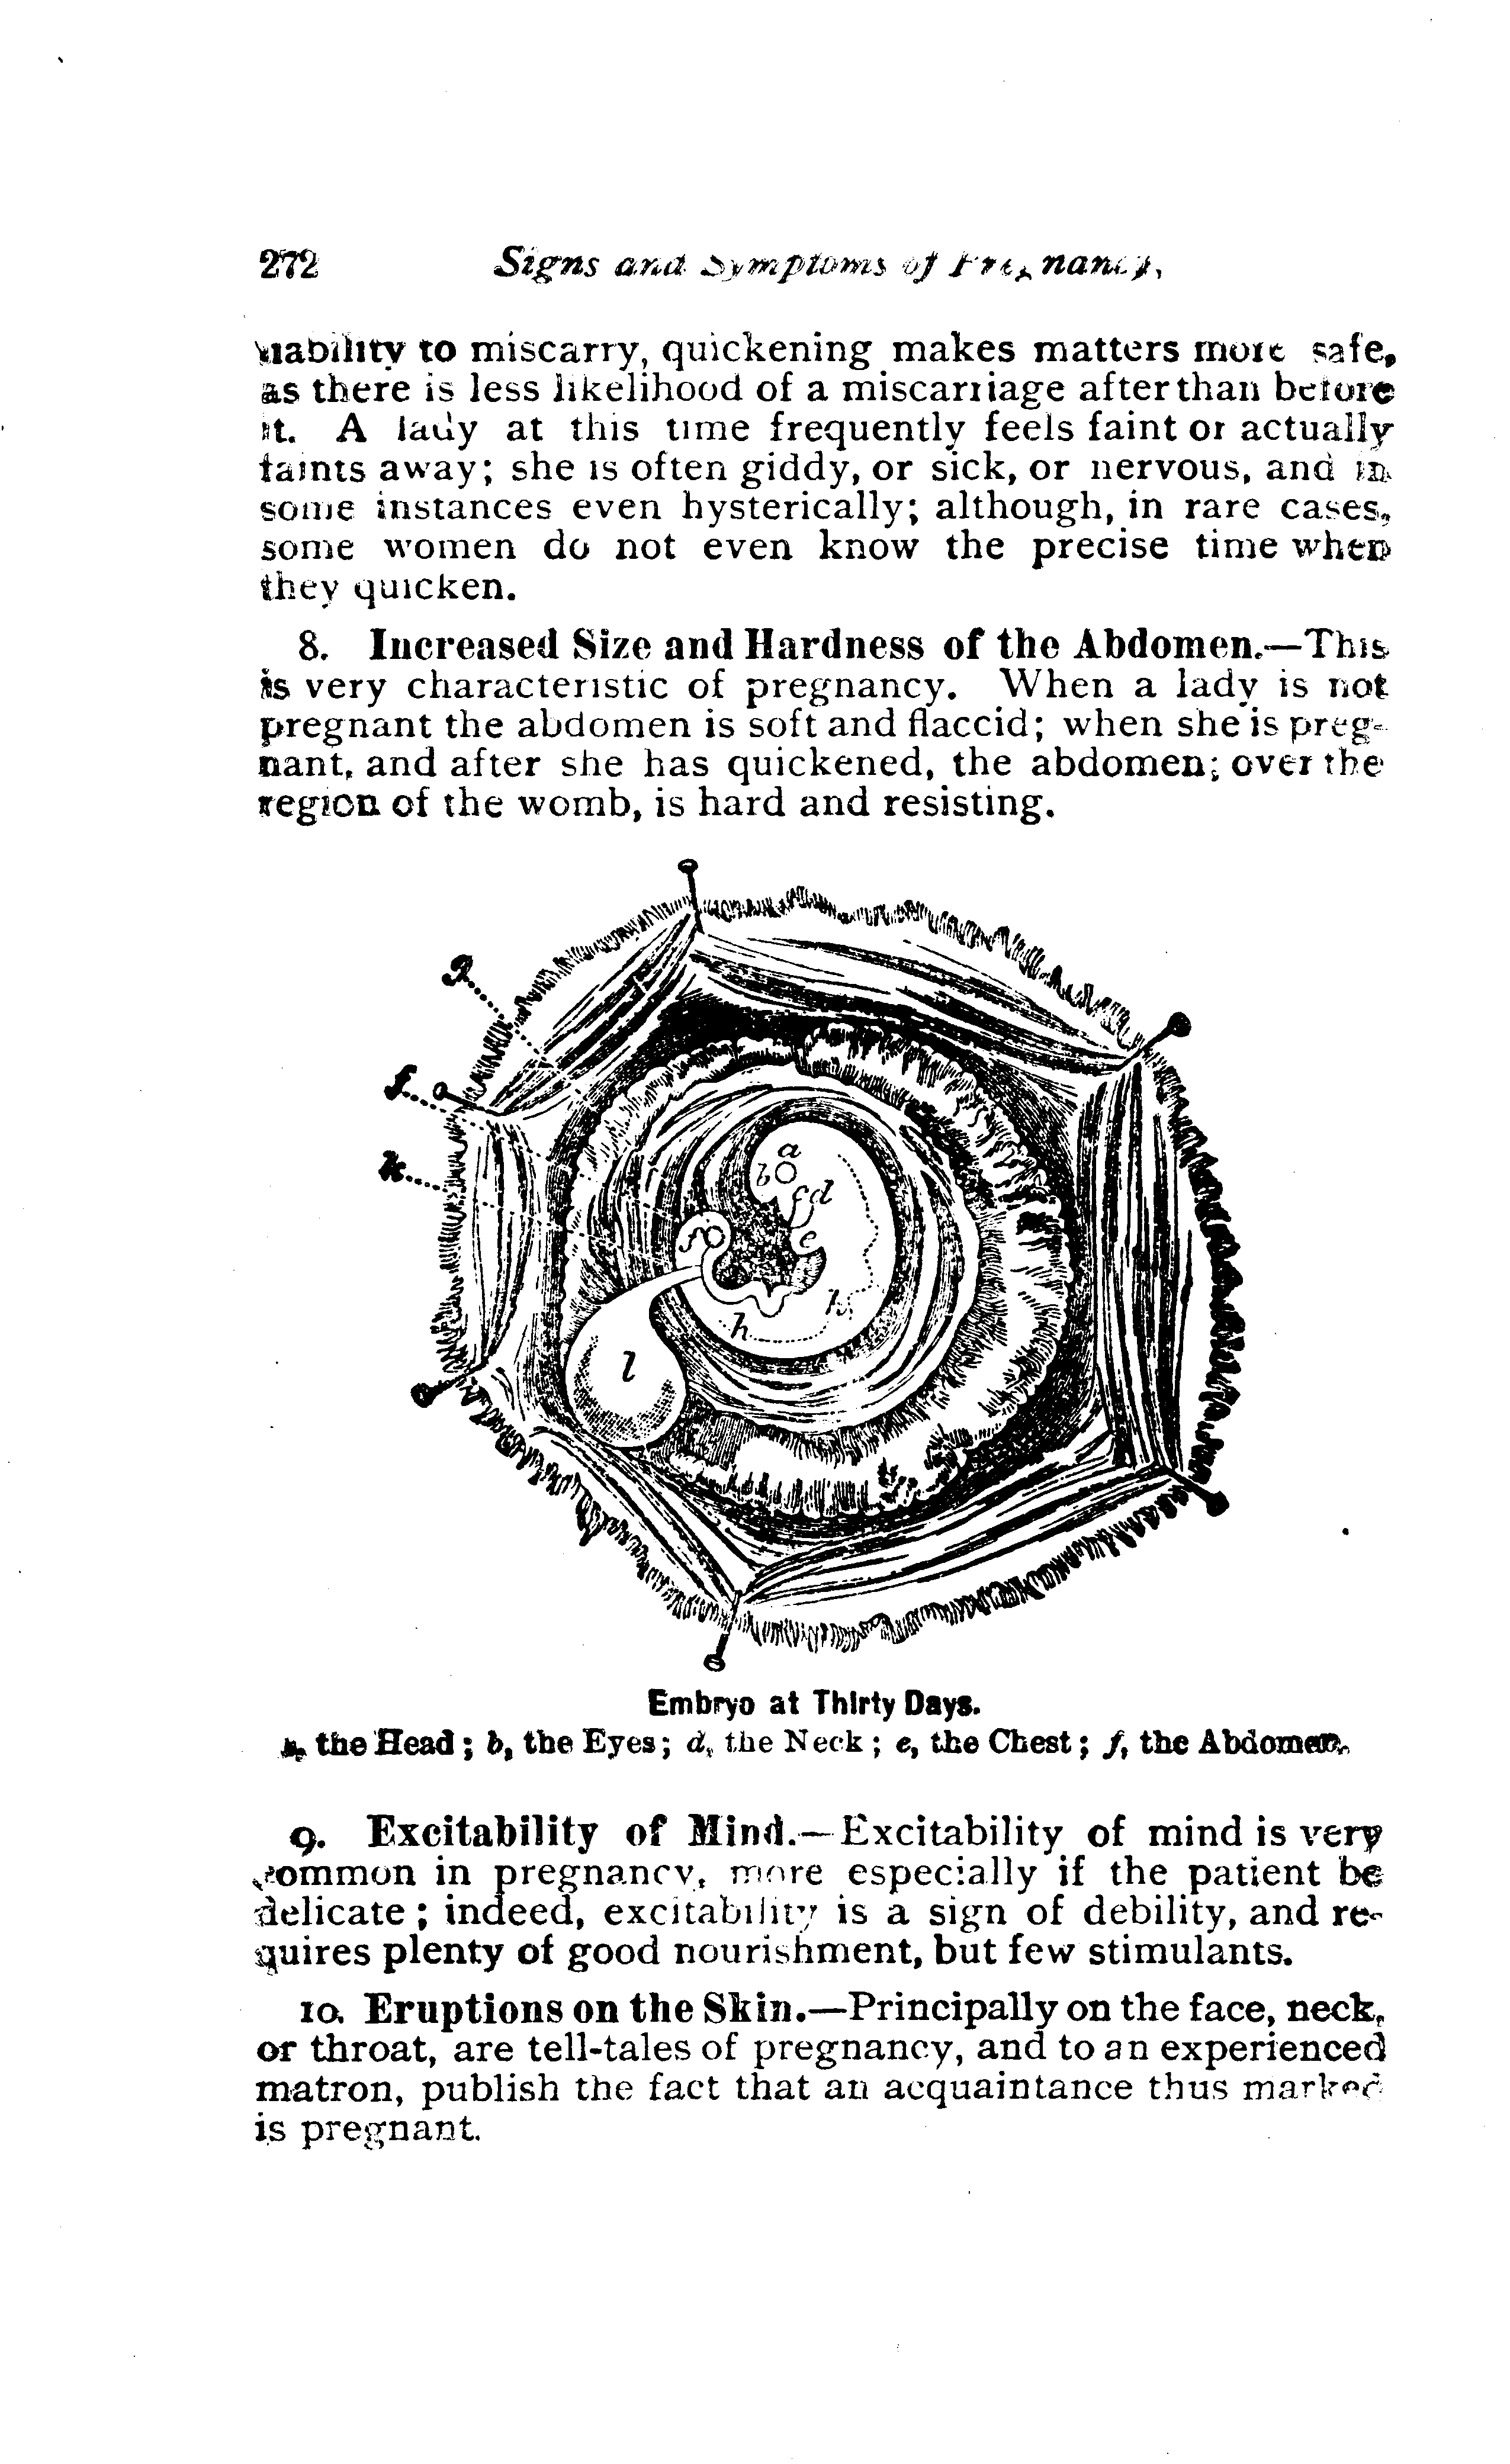 272 Signs and Symptoms of Pregnancy.
liability to miscarry, quickening makes matters more safe,
as there is less likelihood of a miscarriage after than before
it. A lady at this time frequently feels faint or actually
faints away; she is often giddy, or sick, or nervous, and in
some instances even hysterically; although, in rare cases,
some women do not even know the precise time when
they quicken.
8. Increased Size and Hardness of the Abdomen.—This
is very characteristic of pregnancy. When a lady is not
pregnant the abdomen is soft and flaccid; when she is preg-
nant, and after she has quickened, the abdomen; over the
region of the womb, is hard and resisting.
g
f
k
a
b
f d
e
h
h
l
Embryo at Thirty Days.
a, the Head; b, the Eyes; d, the Neck; e, the Chest; f, the Abdomen.
9. Excitability of Mind.—Excitability of mind is very
common in pregnancy, more especially if the patient be
delicate; indeed, excitability is a sign of debility, and re-
quires plenty of good nourishment, but few stimulants.
10. Eruptions on the Skin.—Principally on the face, neck,
or throat, are tell-tales of pregnancy, and to an experienced
matron, publish the fact that an acquaintance thus marked
is pregnant.